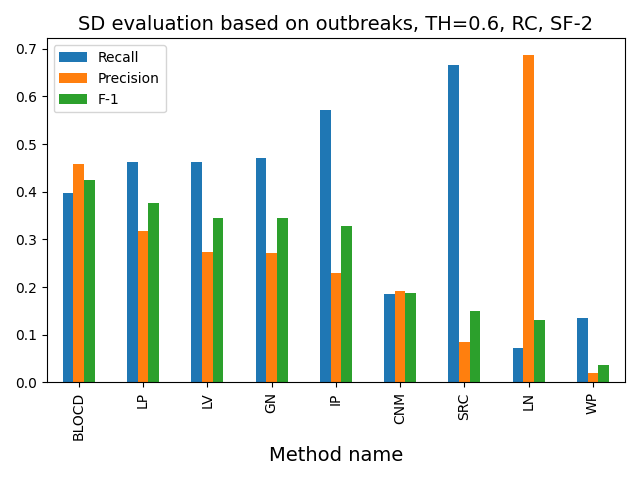 SD evaluation based on outbreaks, TH=0.6, RC, SF-2
0.7
0.6
0.5
0.4
0.3
0.2
0.1
0.0
Recall
Precision
F-1
BLOCD
LP
LV
GN
IP
CNM
SRC
LN
WP
Method name